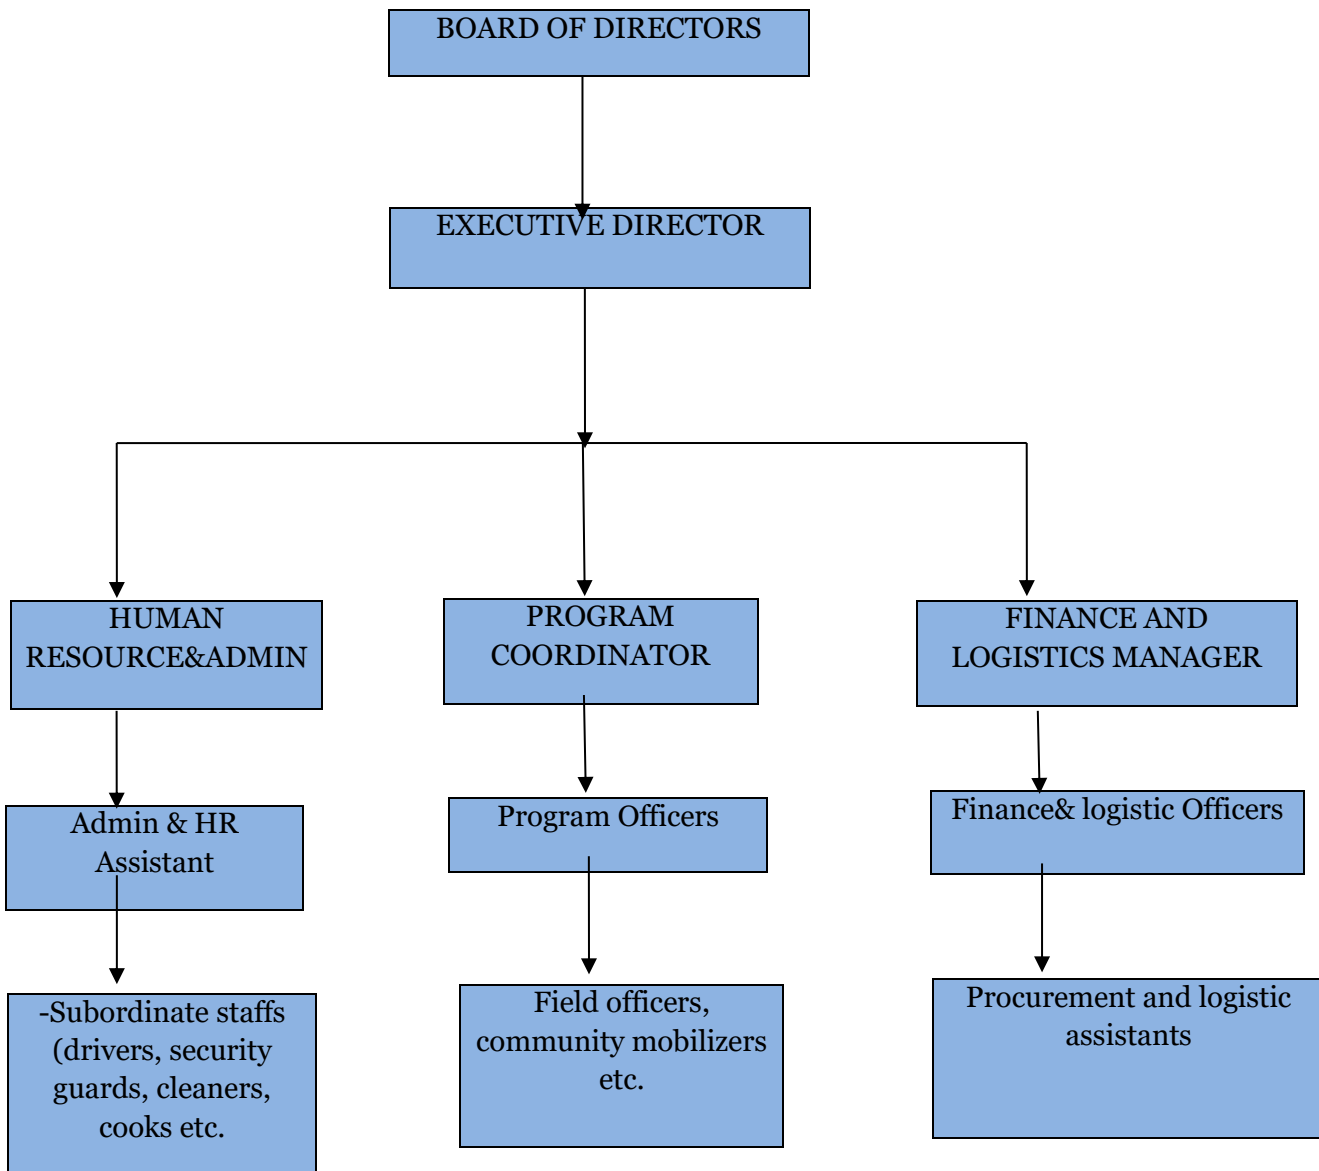 BOARD OF DIRECTORS
EXECUTIVE DIRECTOR
HUMAN
RESOURCE&ADMIN
PROGRAM
COORDINATOR
FINANCE AND
LOGISTICS MANAGER
Admin & HR
Assistant
Program Officers
Finance& logistic Officers
-Subordinate staffs
(drivers, security
guards, cleaners,
cooks etc.
Field officers,
community mobilizers
etc.
Procurement and logistic
assistants